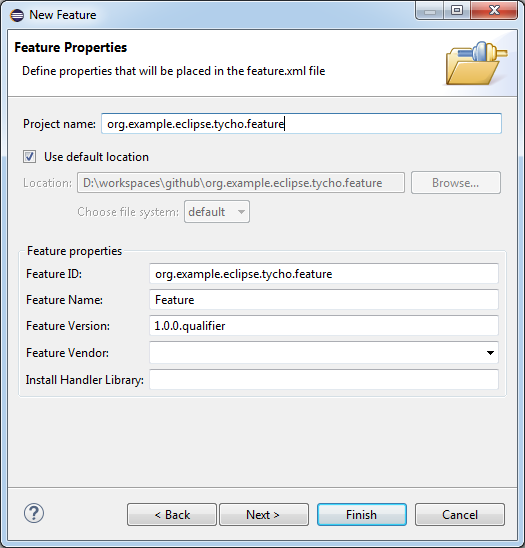 New Feature
Feature Properties
Define properties that will be placed in the feature.xml file
Project name: org.example.eclipse.tycho.feature
Use default location
Location: D:\workspaces\github\org.example.eclipse.tycho.feature Browse...
Choose file system: default
Feature properties
Feature ID: org.example.eclipse.tycho.feature
Feature Name: Feature
Feature Version: 1.0.0.qualifier
Feature Vendor:
Install Handler Library:
? < Back Next > Finish Cancel